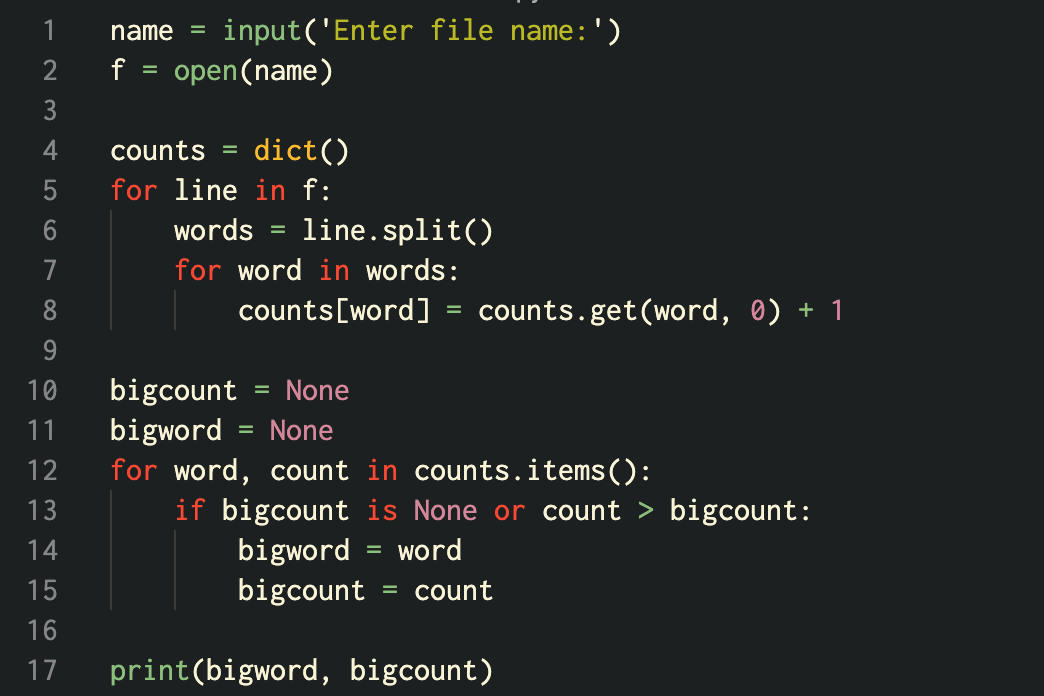 1 name = input('Enter file name:')
2 f = open(name)
3
4 counts = dict()
5 for line in f:
6     words = line.split()
7     for word in words:
8         counts[word] = counts.get(word, 0) + 1
9
10 bigcount = None
11 bigword = None
12 for word, count in counts.items():
13     if bigcount is None or count > bigcount:
14         bigword = word
15         bigcount = count
16
17 print(bigword, bigcount)